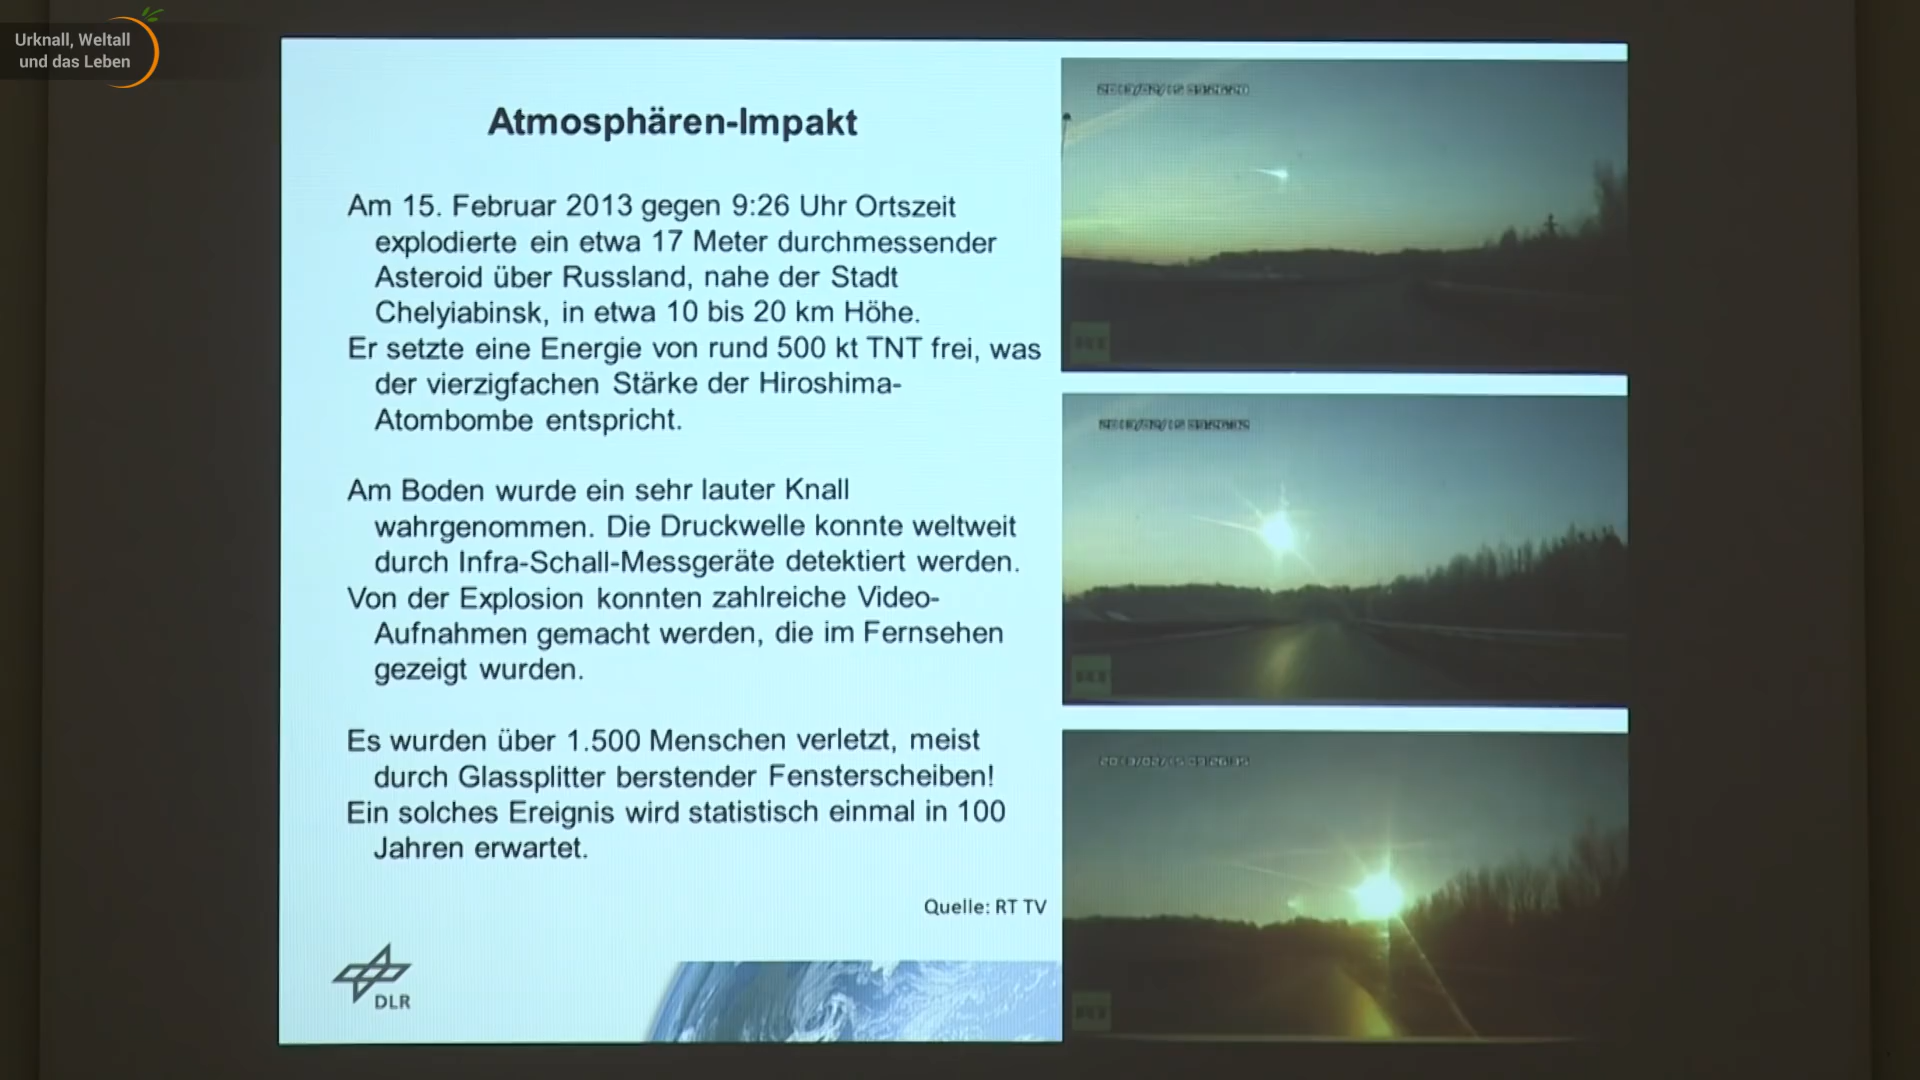 Urknall, Weltall
und das Leben
Atmosphären-Impakt
Am 15. Februar 2013 gegen 9:26 Uhr Ortszeit
explodierte ein etwa 17 Meter durchmessender
Asteroid über Russland, nahe der Stadt
Chelyiabinsk, in etwa 10 bis 20 km Höhe.
Er setzte eine Energie von rund 500 kt TNT frei, was
der vierzigfachen Stärke der Hiroshima-
Atombombe entspricht.
Am Boden wurde ein sehr lauter Knall
wahrgenommen. Die Druckwelle konnte weltweit
durch Infra-Schall-Messgeräte detektiert werden.
Von der Explosion konnten zahlreiche Video-
Aufnahmen gemacht werden, die im Fernsehen
gezeigt wurden.
Es wurden über 1.500 Menschen verletzt, meist
durch Glassplitter berstender Fensterscheiben!
Ein solches Ereignis wird statistisch einmal in 100
Jahren erwartet.
Quelle: RT TV
DLR